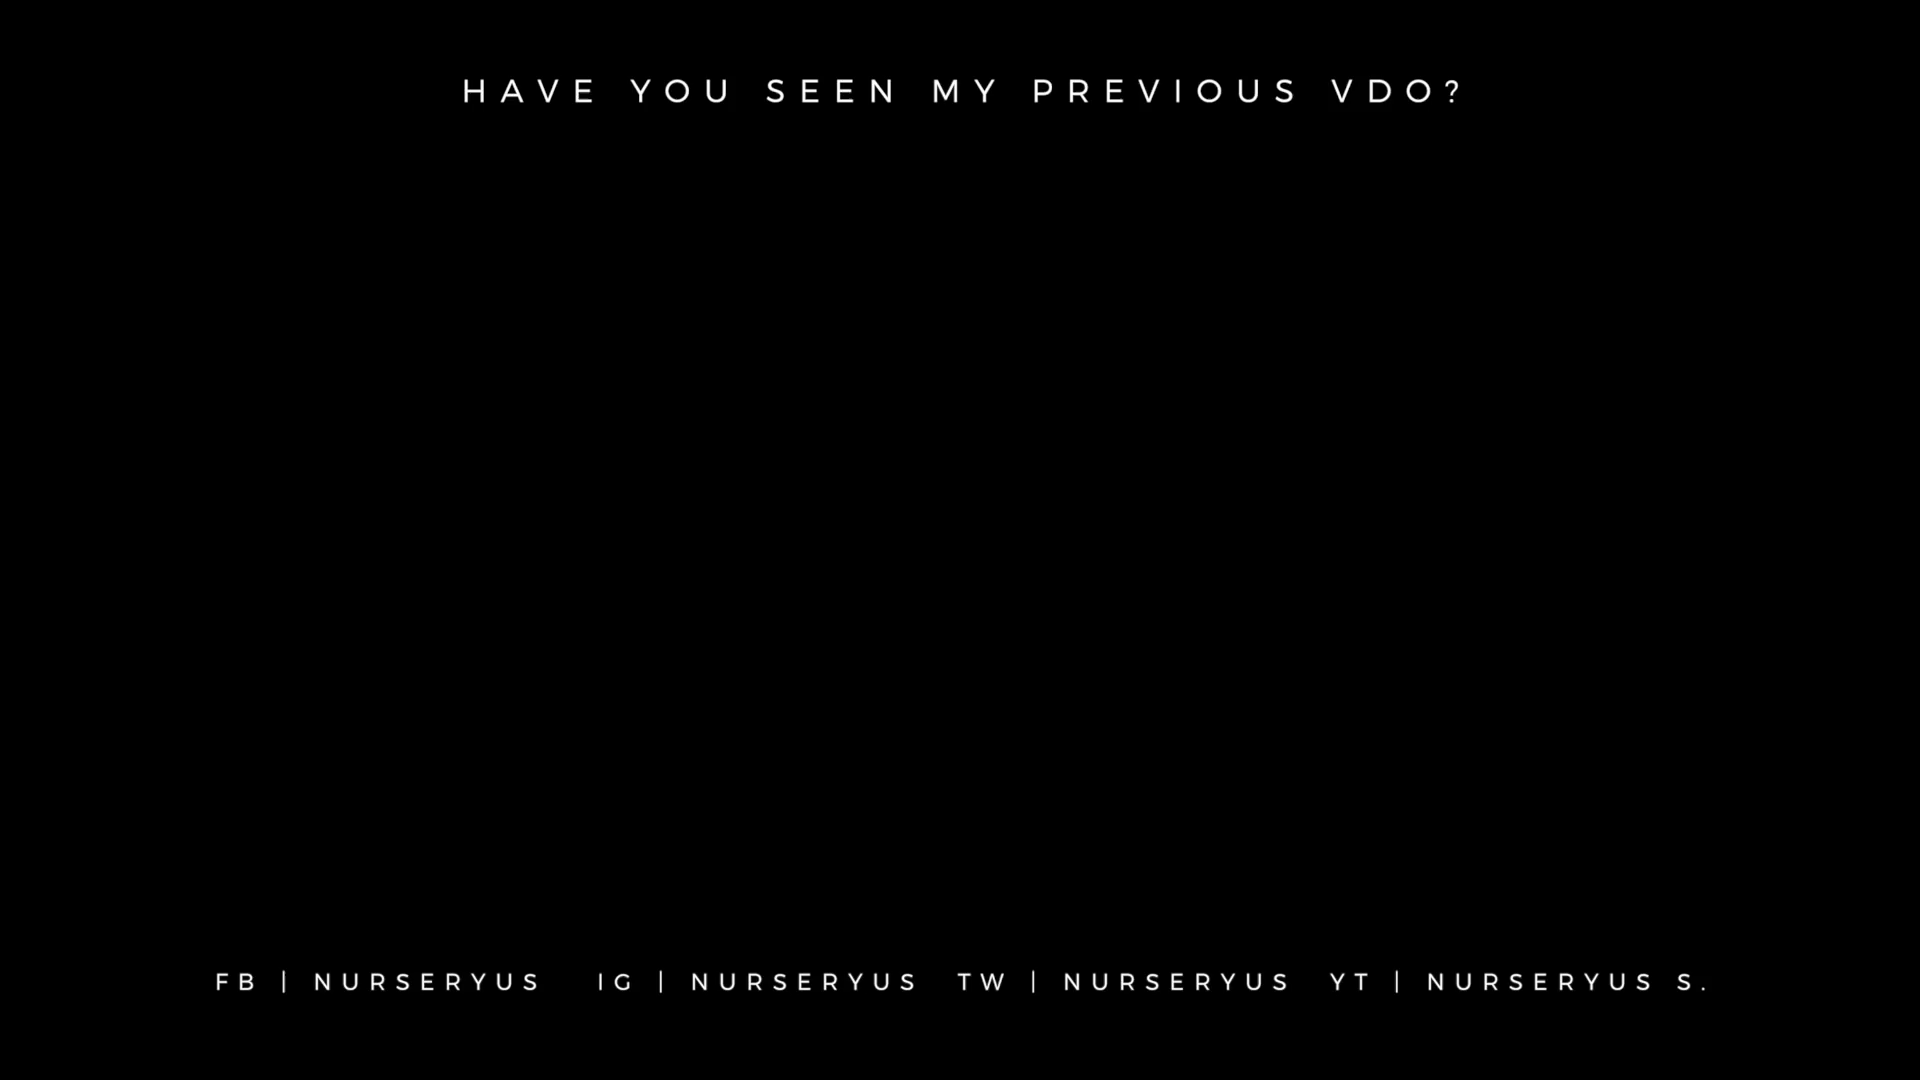 HAVE YOU SEEN MY PREVIOUS VDO?
FB | NURSERYUS IG | NURSERYUS TW | NURSERYUS YT | NURSERYUS S.